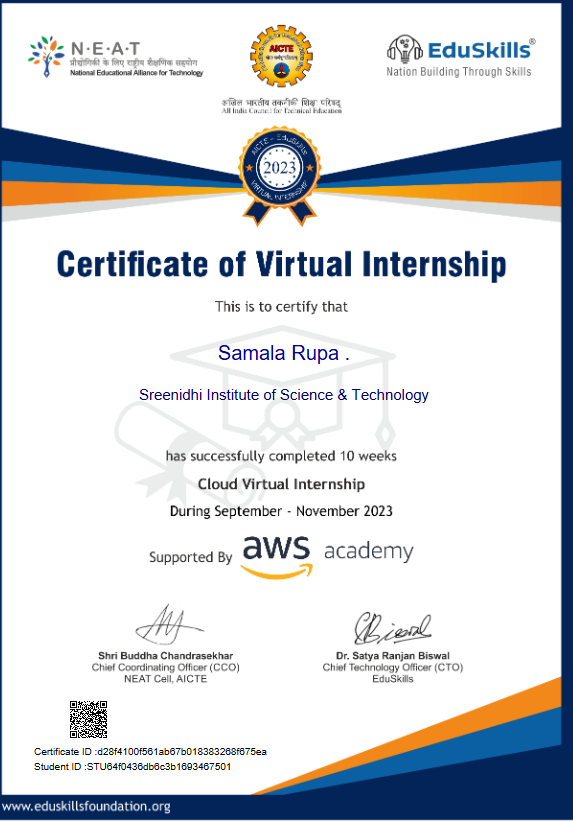 N·E·A·T
प्रौद्योगिकी के लिए राष्ट्रीय शैक्षणिक सहयोग
National Educational Alliance for Technology
AICTE
EduSkills®
Nation Building Through Skills
अखिल भारतीय तकनीकी शिक्षा परिषद्
All India Council for Technical Education
AICTE - EduSkills
2023
VIRTUAL INTERNSHIP
Certificate of Virtual Internship
This is to certify that
Samala Rupa .
Sreenidhi Institute of Science & Technology
has successfully completed 10 weeks
Cloud Virtual Internship
During September - November 2023
Supported By aws academy
Shri Buddha Chandrasekhar
Chief Coordinating Officer (CCO)
NEAT Cell, AICTE
Dr. Satya Ranjan Biswal
Chief Technology Officer (CTO)
EduSkills
Certificate ID :d28f4100f561ab67b018383268f675ea
Student ID :STU64f0436db6c3b1693467501
www.eduskillsfoundation.org